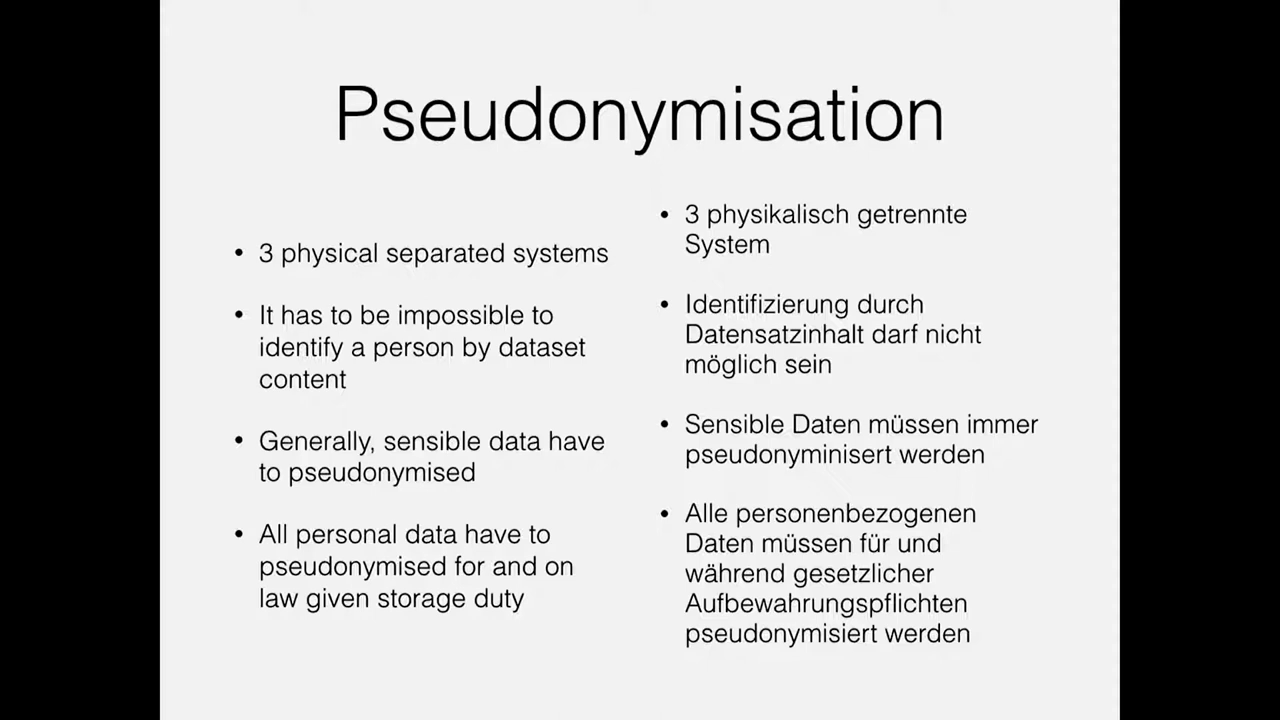 Pseudonymisation
• 3 physical separated systems
• It has to be impossible to
identify a person by dataset
content
• Generally, sensible data have
to pseudonymised
• All personal data have to
pseudonymised for and on
law given storage duty
• 3 physikalisch getrennte
System
• Identifizierung durch
Datensatzinhalt darf nicht
möglich sein
• Sensible Daten müssen immer
pseudonyminisert werden
• Alle personenbezogenen
Daten müssen für und
während gesetzlicher
Aufbewahrungspflichten
pseudonymisiert werden